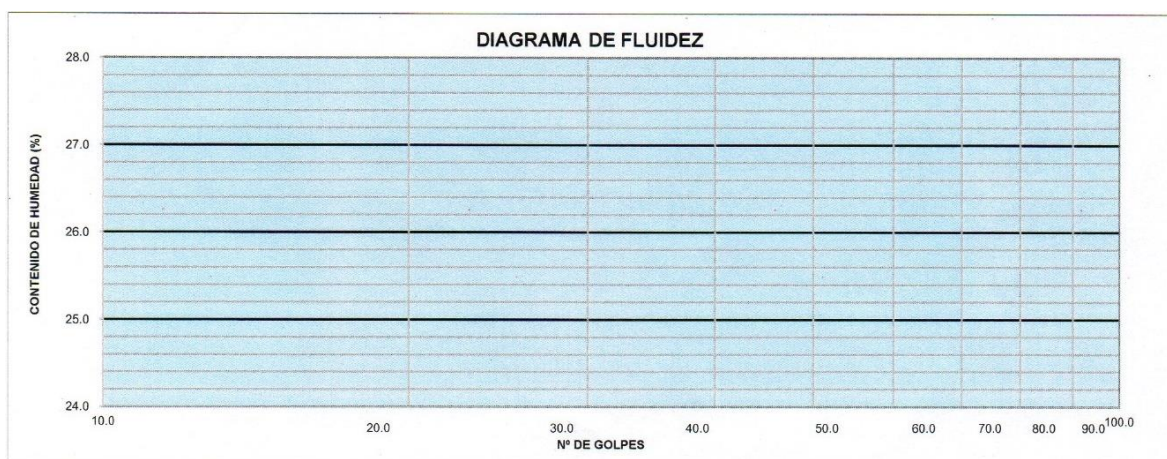 DIAGRAMA DE FLUIDEZ
28.0
27.0
26.0
25.0
24.0
CONTENIDO DE HUMEDAD (%)
10.0 20.0 30.0 40.0 50.0 60.0 70.0 80.0 90.0 100.0
Nº DE GOLPES